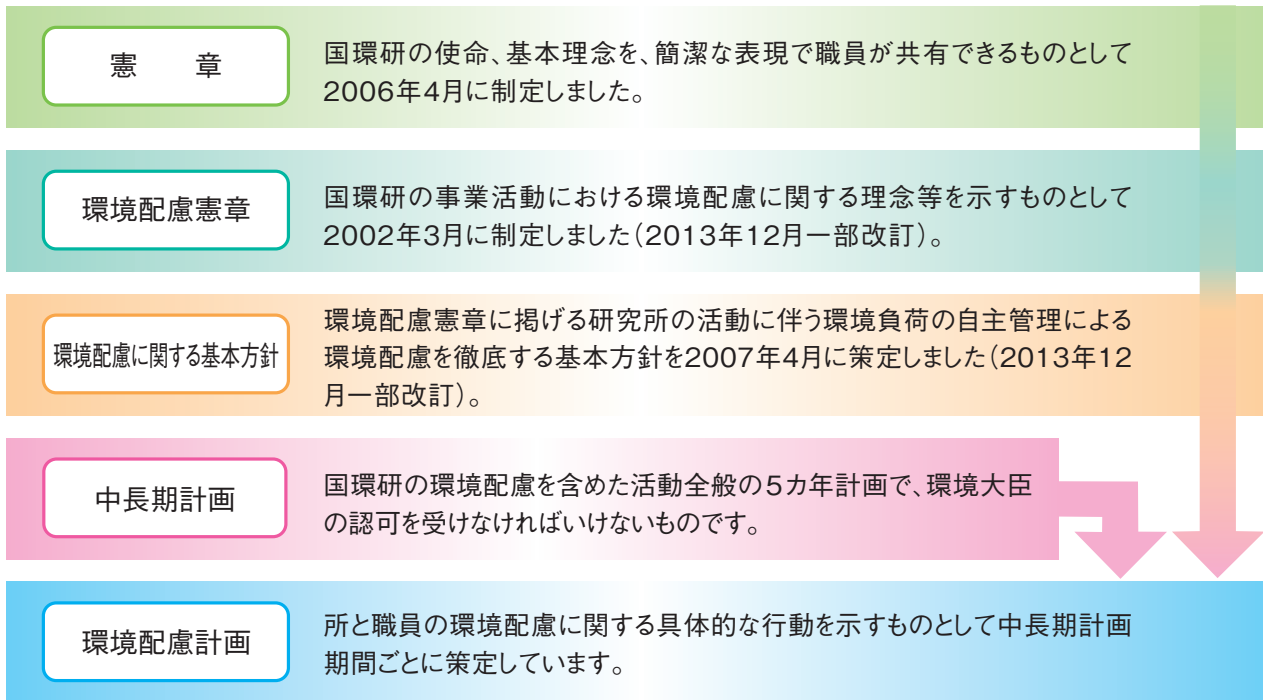 憲　章
国環研の使命、基本理念を、簡潔な表現で職員が共有できるものとして
2006年4月に制定しました。
環境配慮憲章
国環研の事業活動における環境配慮に関する理念等を示すものとして
2002年3月に制定しました（2013年12月一部改訂）。
環境配慮に関する基本方針
環境配慮憲章に掲げる研究所の活動に伴う環境負荷の自主管理による
環境配慮を徹底する基本方針を2007年4月に策定しました（2013年12
月一部改訂）。
中長期計画
国環研の環境配慮を含めた活動全般の5カ年計画で、環境大臣
の認可を受けなければいけないものです。
環境配慮計画
所と職員の環境配慮に関する具体的な行動を示すものとして中長期計画
期間ごとに策定しています。